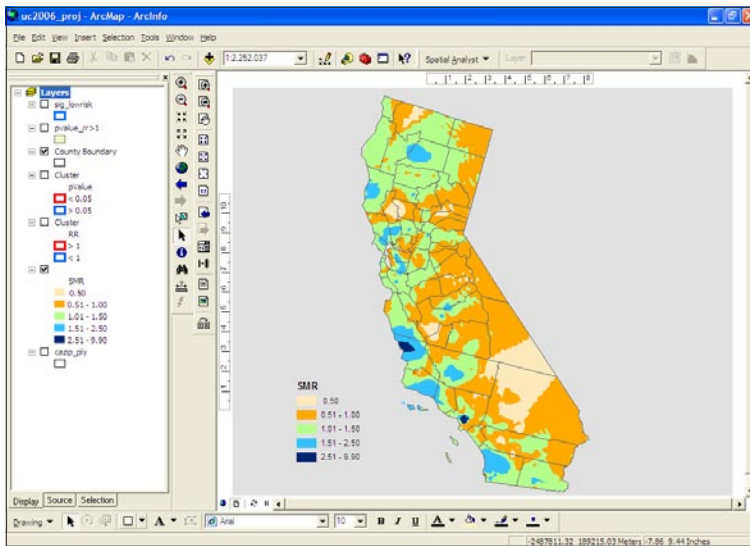 uc2006_proj - ArcMap - ArcInfo
File Edit View Insert Selection Tools Window Help
1:2,252,037
Spatial Analyst
Layer
Layers
sig_lowrisk
pvalue_rr>1
County Boundary
Cluster
pValue
< 0.05
> 0.05
Cluster
RR
> 1
< 1
SMR
0.50
0.51 - 1.00
1.01 - 1.50
1.51 - 2.50
2.51 - 9.90
cazip_ply
SMR
0.50
0.51 - 1.00
1.01 - 1.50
1.51 - 2.50
2.51 - 9.90
Display Source Selection
Drawing
A
Arial
10
B I U A
-2487811.32 189215.03 Meters -7.86 9.44 Inches